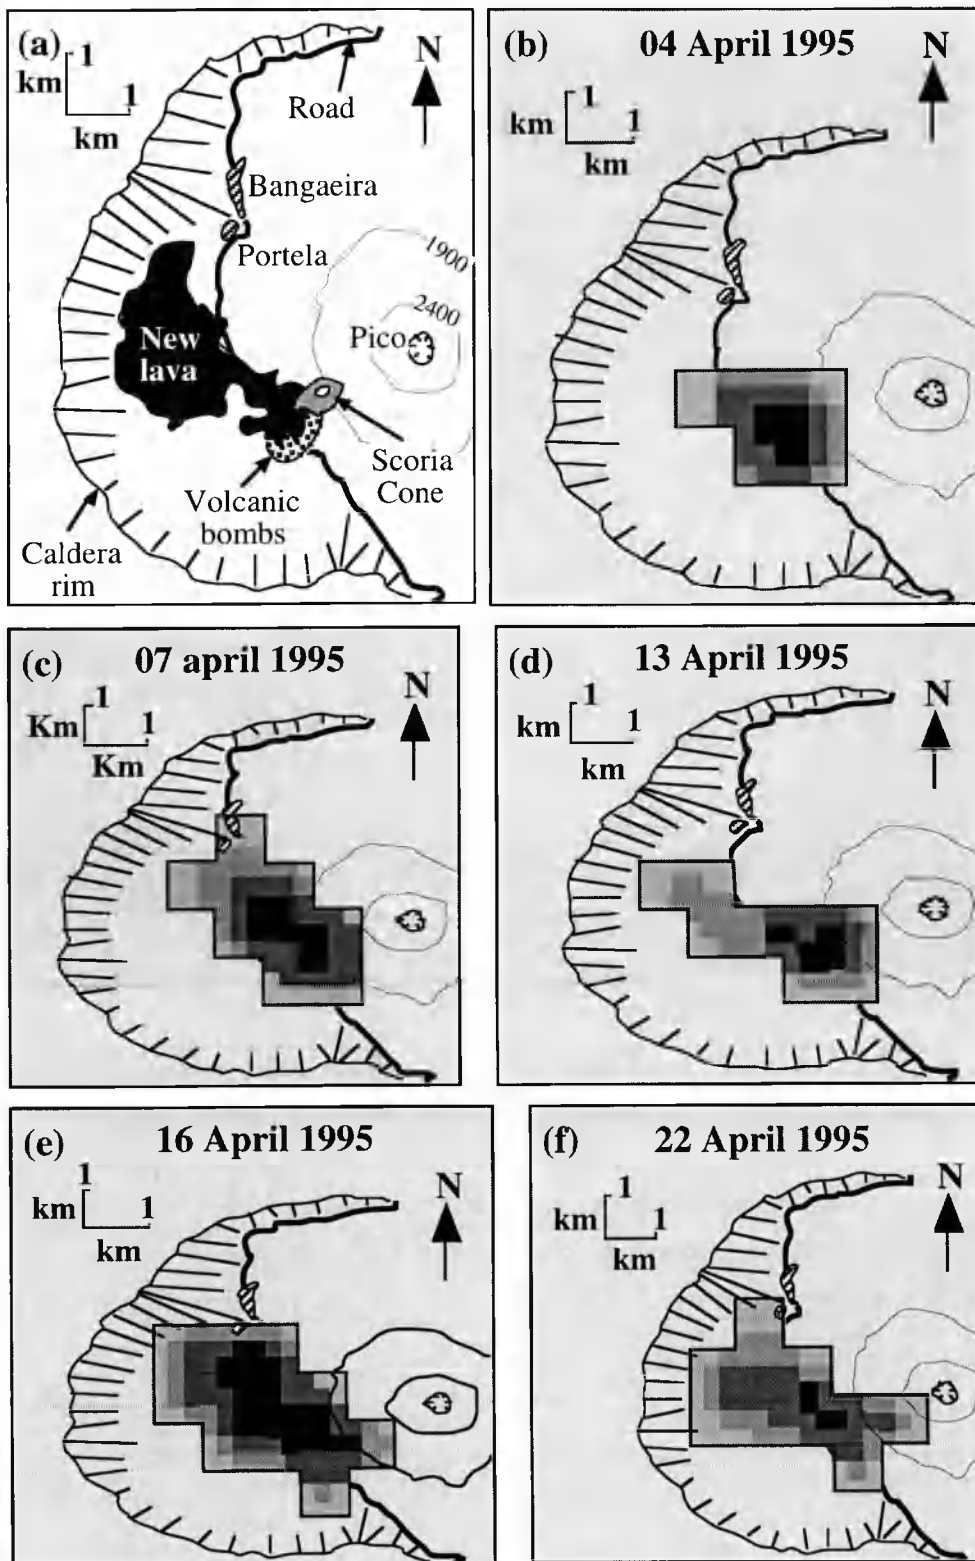 (a)
1
km
1
km
N
Road
Bangaeira
Portela
1900
2400
Pico
New
lava
Scoria
Cone
Volcanic
bombs
Caldera
rim
(b)
04 April 1995
N
1
km
1
km
(c)
07 april 1995
N
1
Km
1
Km
(d)
13 April 1995
N
1
km
1
km
(e)
16 April 1995
N
1
km
1
km
(f)
22 April 1995
N
1
km
1
km